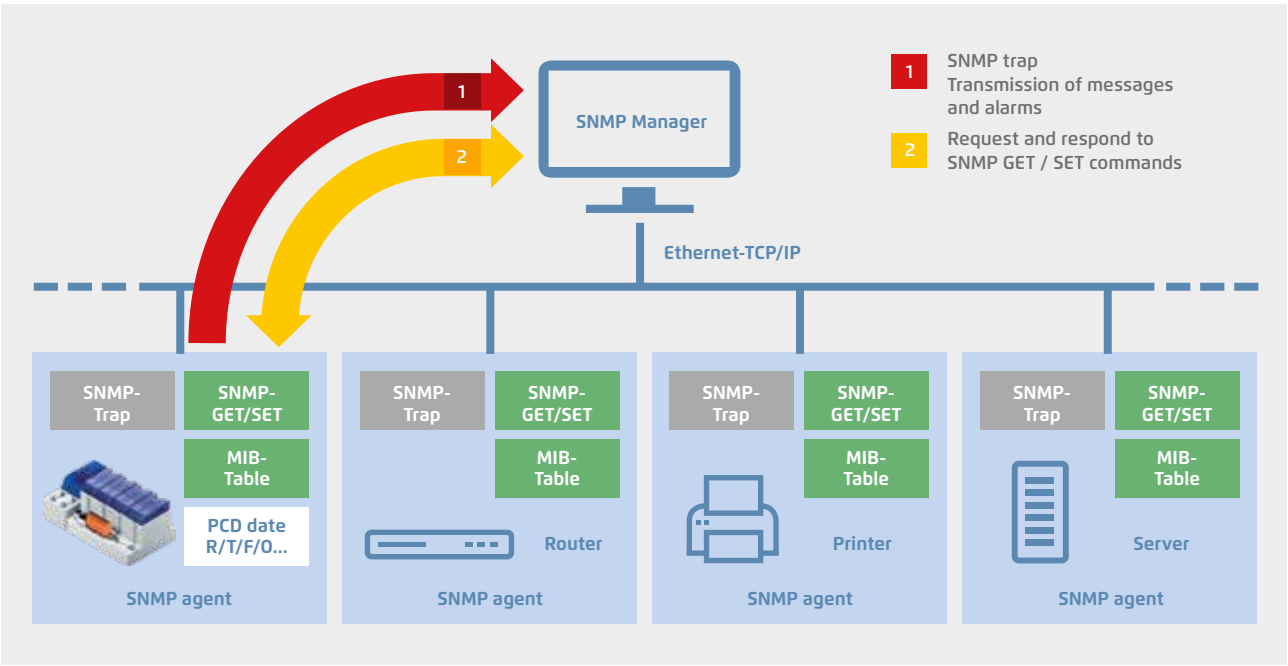 1
SNMP trap
Transmission of messages
and alarms
2
Request and respond to
SNMP GET / SET commands
1
2
SNMP Manager
Ethernet-TCP/IP
SNMP-
Trap
SNMP-
GET/SET
MIB-
Table
PCD date
R/T/F/O...
SNMP agent
SNMP-
Trap
SNMP-
GET/SET
MIB-
Table
Router
SNMP agent
SNMP-
Trap
SNMP-
GET/SET
MIB-
Table
Printer
SNMP agent
SNMP-
Trap
SNMP-
GET/SET
MIB-
Table
Server
SNMP agent